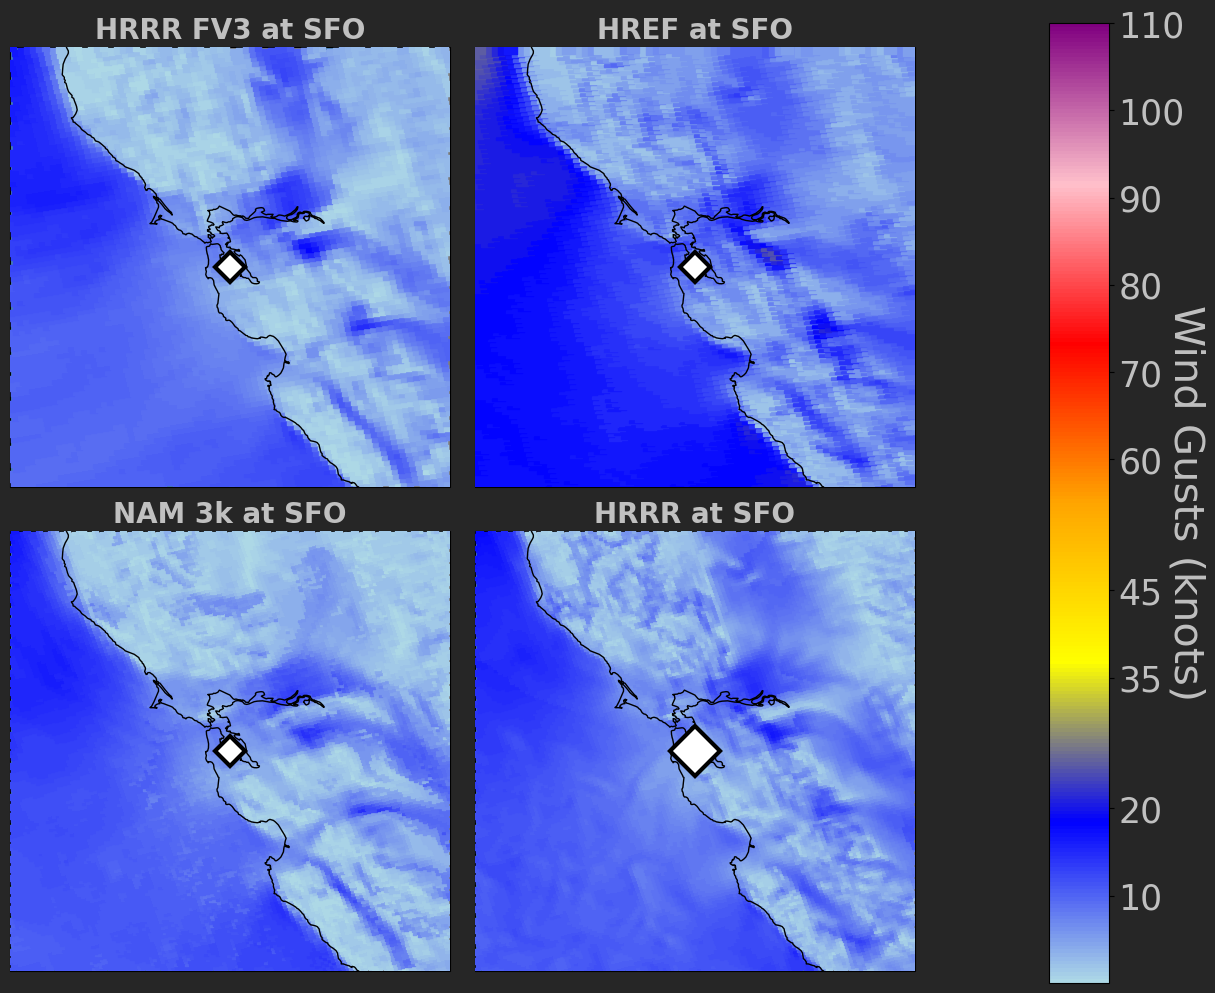 HRRR FV3 at SFO
HREF at SFO
NAM 3k at SFO
HRRR at SFO
110
100
90
80
70
60
45
35
20
10
Wind Gusts (knots)